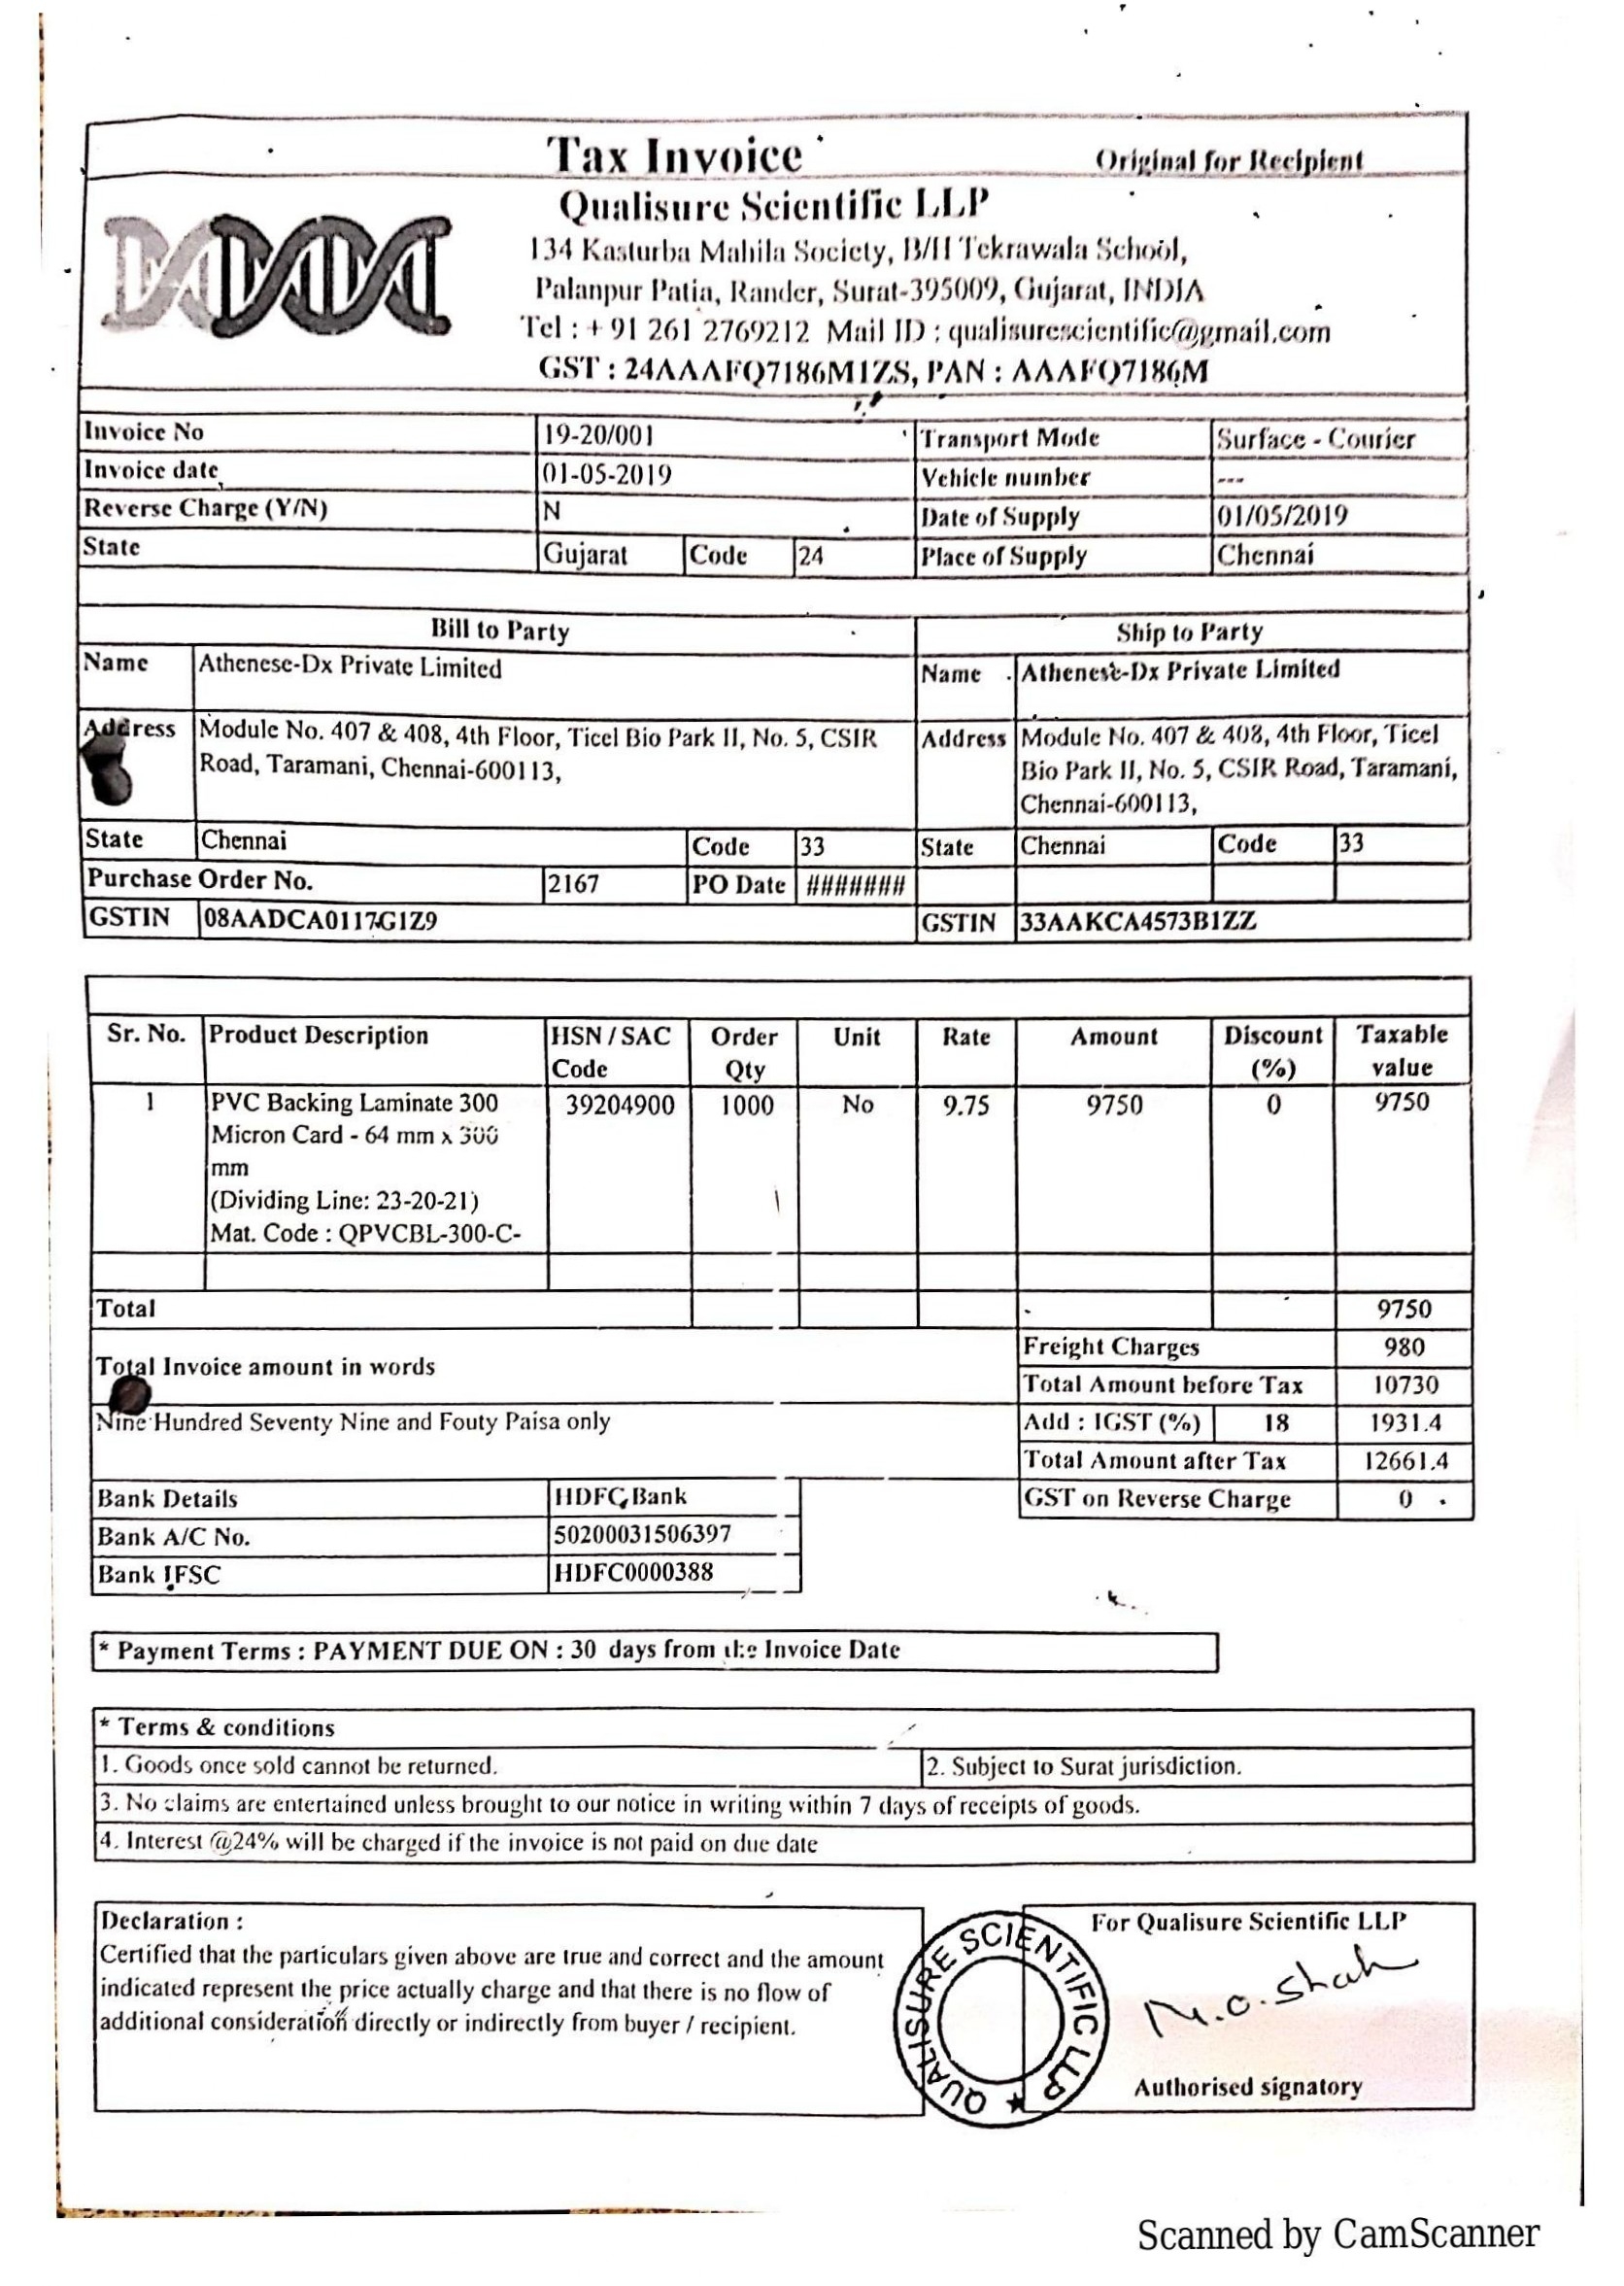 Tax Invoice
Original for Recipient
Qualisure Scientific LLP
134 Kasturba Mahila Society, B/H Tekrawala School,
Palanpur Patia, Rander, Surat-395009, Gujarat, INDIA
Tel : + 91 261 2769212 Mail ID : qualisurescientific@gmail.com
GST : 24AAAFQ7186M1ZS, PAN : AAAFQ7186M
Invoice No 19-20/001 Transport Mode Surface - Courier
Invoice date 01-05-2019 Vehicle number ---
Reverse Charge (Y/N) N Date of Supply 01/05/2019
State Gujarat Code 24 Place of Supply Chennai
Bill to Party Ship to Party
Name Athenese-Dx Private Limited Name Athenese-Dx Private Limited
Address Module No. 407 & 408, 4th Floor, Ticel Bio Park II, No. 5, CSIR Address Module No. 407 & 408, 4th Floor, Ticel
Road, Taramani, Chennai-600113, Bio Park II, No. 5, CSIR Road, Taramani,
Chennai-600113,
State Chennai Code 33 State Chennai Code 33
Purchase Order No. 2167 PO Date #######
GSTIN 08AADCA0117G1Z9 GSTIN 33AAKCA4573B1ZZ
Sr. No. Product Description HSN / SAC Order Unit Rate Amount Discount Taxable
Code Qty (%) value
1 PVC Backing Laminate 300 39204900 1000 No 9.75 9750 0 9750
Micron Card - 64 mm x 300
mm
(Dividing Line: 23-20-21)
Mat. Code : QPVCBL-300-C-
Total 9750
Freight Charges 980
Total Invoice amount in words
Total Amount before Tax 10730
Nine Hundred Seventy Nine and Fouty Paisa only Add : IGST (%) 18 1931.4
Total Amount after Tax 12661.4
Bank Details HDFC Bank GST on Reverse Charge 0
Bank A/C No. 50200031506397
Bank IFSC HDFC0000388
* Payment Terms : PAYMENT DUE ON : 30 days from the Invoice Date
* Terms & conditions
1. Goods once sold cannot be returned. 2. Subject to Surat jurisdiction.
3. No claims are entertained unless brought to our notice in writing within 7 days of receipts of goods.
4. Interest @24% will be charged if the invoice is not paid on due date
Declaration :
Certified that the particulars given above are true and correct and the amount
indicated represent the price actually charge and that there is no flow of
additional consideration directly or indirectly from buyer / recipient.
QUALISURE SCIENTIFIC LLP ★
For Qualisure Scientific LLP
M.O. Shah
Authorised signatory
Scanned by CamScanner